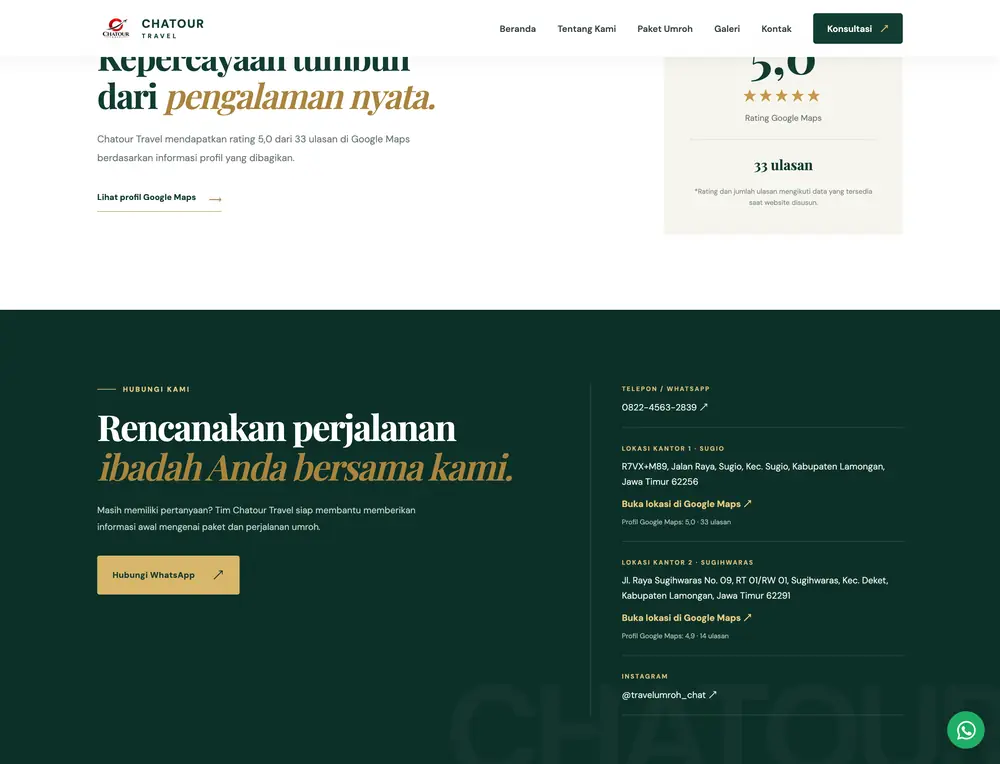 CHATOUR
CHATOUR
TRAVEL
Beranda
Tentang Kami
Paket Umroh
Galeri
Kontak
Konsultasi ↗
Kepercayaan tumbuh
dari pengalaman nyata.
Chatour Travel mendapatkan rating 5,0 dari 33 ulasan di Google Maps
berdasarkan informasi profil yang dibagikan.
Lihat profil Google Maps →
5,0
★★★★★
Rating Google Maps
33 ulasan
*Rating dan jumlah ulasan mengikuti data yang tersedia
saat website disusun.
HUBUNGI KAMI
Rencanakan perjalanan
ibadah Anda bersama kami.
Masih memiliki pertanyaan? Tim Chatour Travel siap membantu memberikan
informasi awal mengenai paket dan perjalanan umroh.
Hubungi WhatsApp ↗
TELEPON / WHATSAPP
0822-4563-2839 ↗
LOKASI KANTOR 1 · SUGIO
R7VX+M89, Jalan Raya, Sugio, Kec. Sugio, Kabupaten Lamongan,
Jawa Timur 62256
Buka lokasi di Google Maps ↗
Profil Google Maps: 5,0 · 33 ulasan
LOKASI KANTOR 2 · SUGIHWARAS
Jl. Raya Sugihwaras No. 09, RT 01/RW 01, Sugihwaras, Kec. Deket,
Kabupaten Lamongan, Jawa Timur 62291
Buka lokasi di Google Maps ↗
Profil Google Maps: 4,9 · 14 ulasan
INSTAGRAM
@travelumroh_chat ↗
CHATOUR